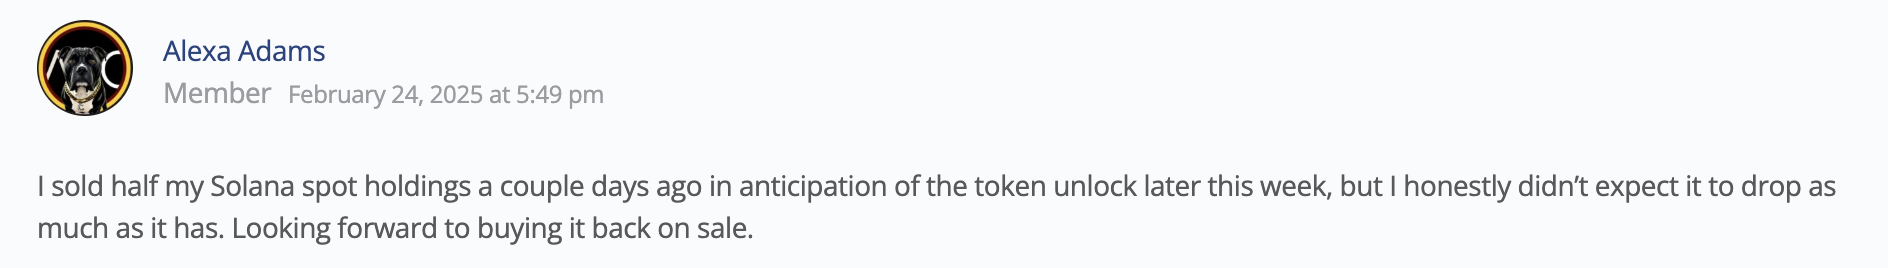 Alexa Adams
Member February 24, 2025 at 5:49 pm
I sold half my Solana spot holdings a couple days ago in anticipation of the token unlock later this week, but I honestly didn’t expect it to drop as
much as it has. Looking forward to buying it back on sale.